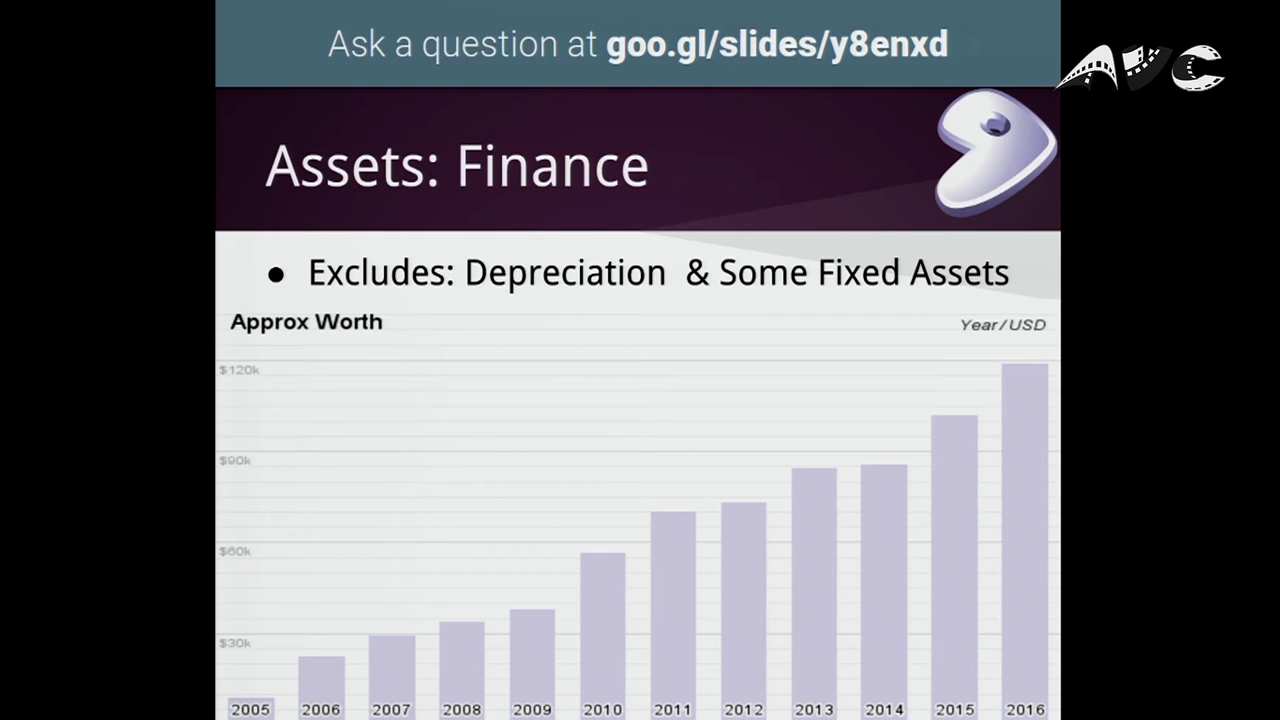 Ask a question at goo.gl/slides/y8enxd
AVC
Assets: Finance
● Excludes: Depreciation & Some Fixed Assets
Approx Worth
Year/USD
$120k
$90k
$60k
$30k
2005 2006 2007 2008 2009 2010 2011 2012 2013 2014 2015 2016